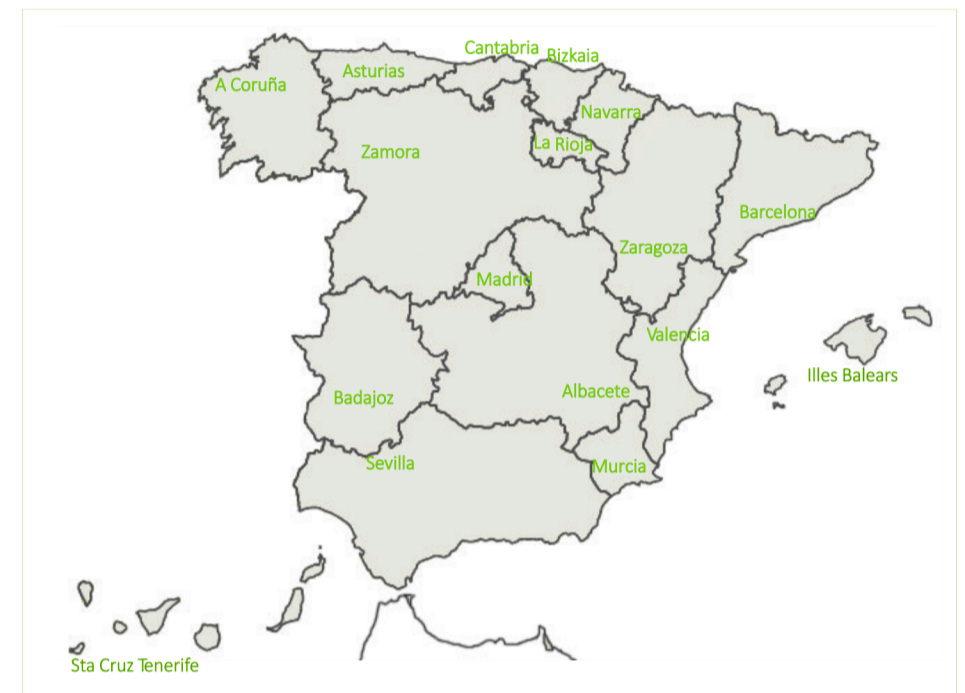 Cantabria
Bizkaia
Asturias
A Coruña
Navarra
La Rioja
Zamora
Barcelona
Zaragoza
Madrid
Valencia
Illes Balears
Albacete
Badajoz
Sevilla
Murcia
Sta Cruz Tenerife